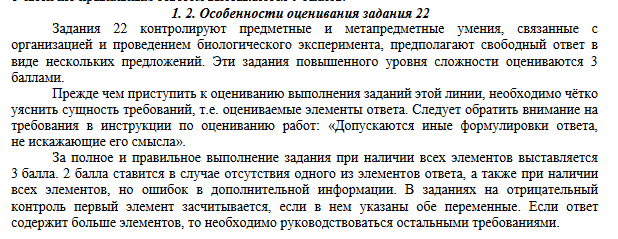 1. 2. Особенности оценивания задания 22
Задания 22 контролируют предметные и метапредметные умения, связанные с
организацией и проведением биологического эксперимента, предполагают свободный ответ в
виде нескольких предложений. Эти задания повышенного уровня сложности оцениваются 3
баллами.
Прежде чем приступить к оцениванию выполнения заданий этой линии, необходимо чётко
уяснить сущность требований, т.е. оцениваемые элементы ответа. Следует обратить внимание на
требования в инструкции по оцениванию работ: «Допускаются иные формулировки ответа,
не искажающие его смысла».
За полное и правильное выполнение задания при наличии всех элементов выставляется
3 балла. 2 балла ставится в случае отсутствия одного из элементов ответа, а также при наличии
всех элементов, но ошибок в дополнительной информации. В заданиях на отрицательный
контроль первый элемент засчитывается, если в нем указаны обе переменные. Если ответ
содержит больше элементов, то необходимо руководствоваться остальными требованиями.